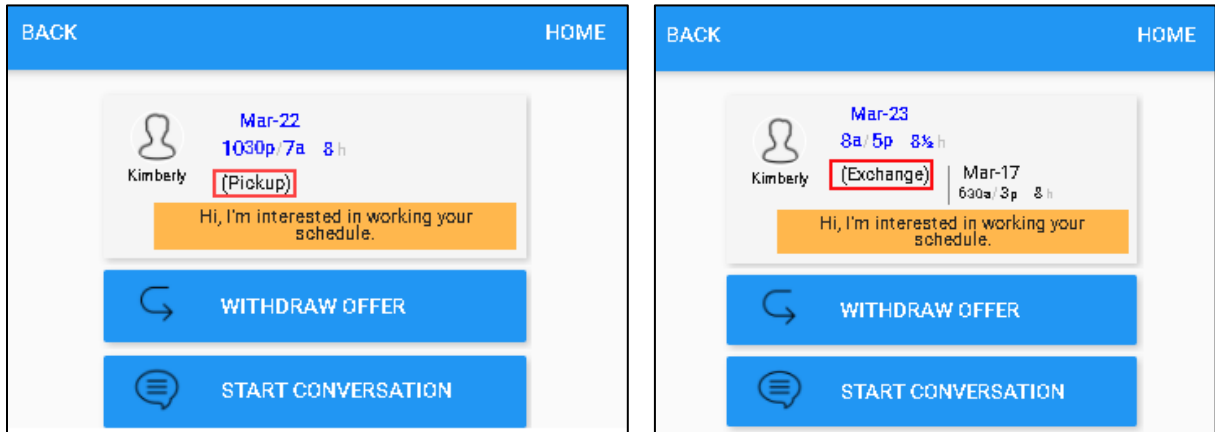 BACK HOME
Mar-22
1030p/7a 8h
Kimberly
(Pickup)
Hi, I'm interested in working your
schedule.
WITHDRAW OFFER
START CONVERSATION
BACK HOME
Mar-23
8a/5p 8½h
Kimberly
(Exchange)
Mar-17
630a/3p 8h
Hi, I'm interested in working your
schedule.
WITHDRAW OFFER
START CONVERSATION